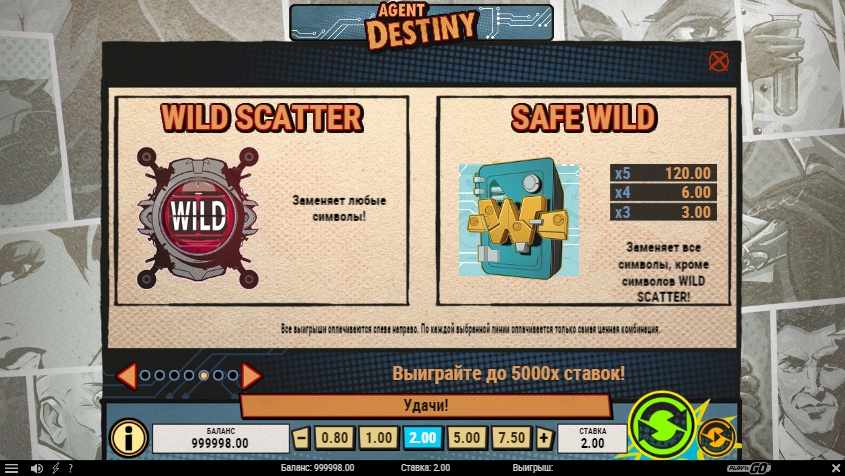 AGENT
DESTINY
WILD SCATTER
SAFE WILD
WILD
Заменяет любые
символы!
W
x5 120.00
x4 6.00
x3 3.00
Заменяет все
символы, кроме
символов WILD
SCATTER!
Все выигрыши оплачиваются слева направо. По каждой выбранной линии оплачивается только самая ценная комбинация.
Выиграйте до 5000x ставок!
Удачи!
i
БАЛАНС
999998.00
− 0.80 1.00 2.00 5.00 7.50 +
СТАВКА
2.00
? Баланс: 999998.00 Ставка: 2.00 Выигрыш: PLAY'N GO